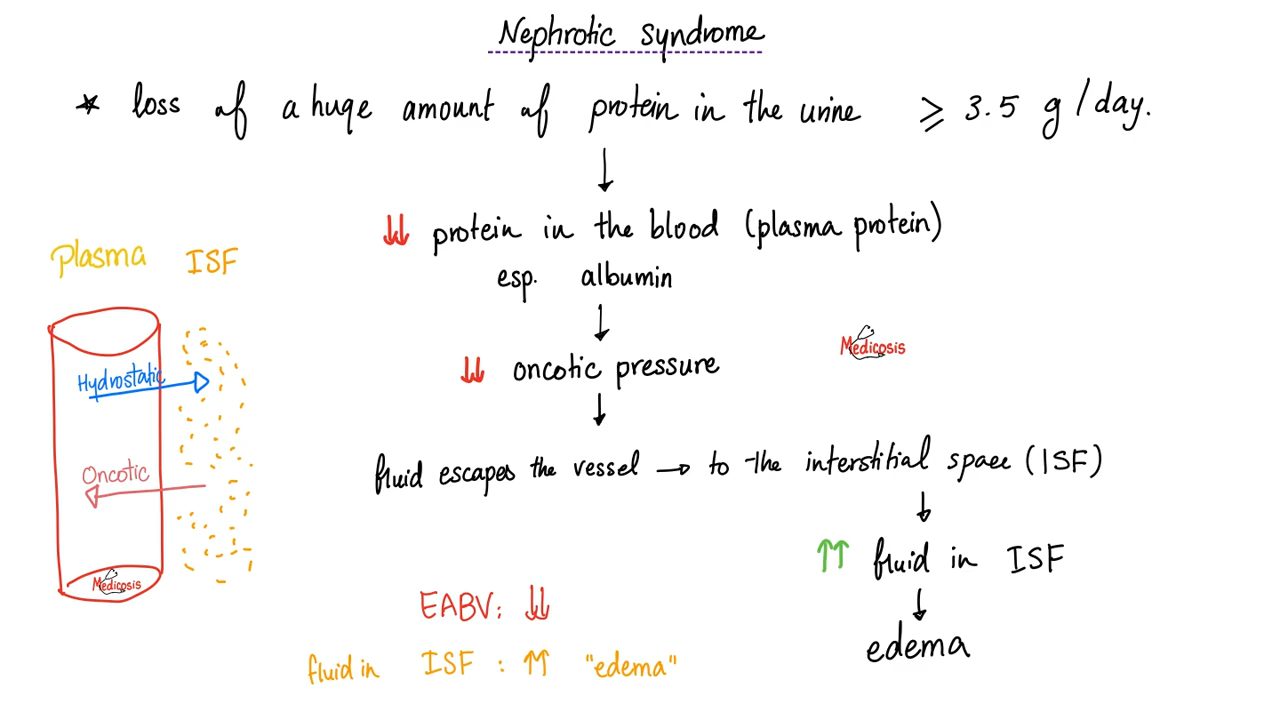 Nephrotic Syndrome
* loss of a huge amount of protein in the urine ≥ 3.5 g/day.
↓
↓↓ protein in the blood (plasma protein)
esp. albumin
↓
↓↓ oncotic pressure
↓
fluid escapes the vessel → to the interstitial space (ISF)
↓
↑↑ fluid in ISF
↓
edema
Plasma ISF
Hydrostatic
Oncotic
Medicosis
Medicosis
EABV: ↓↓
fluid in ISF : ↑↑ "edema"